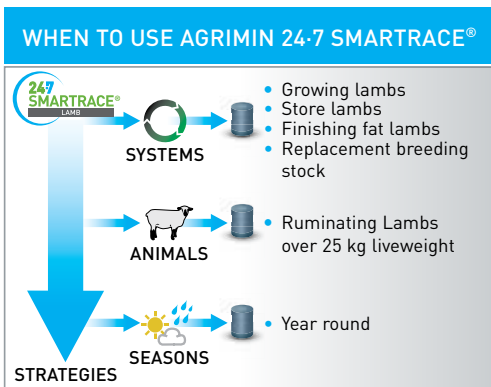 WHEN TO USE AGRIMIN 24·7 SMARTRACE®
24·7
SMARTRACE®
LAMB
SYSTEMS
• Growing lambs
• Store lambs
• Finishing fat lambs
• Replacement breeding
stock
ANIMALS
• Ruminating Lambs
over 25 kg liveweight
SEASONS
• Year round
STRATEGIES